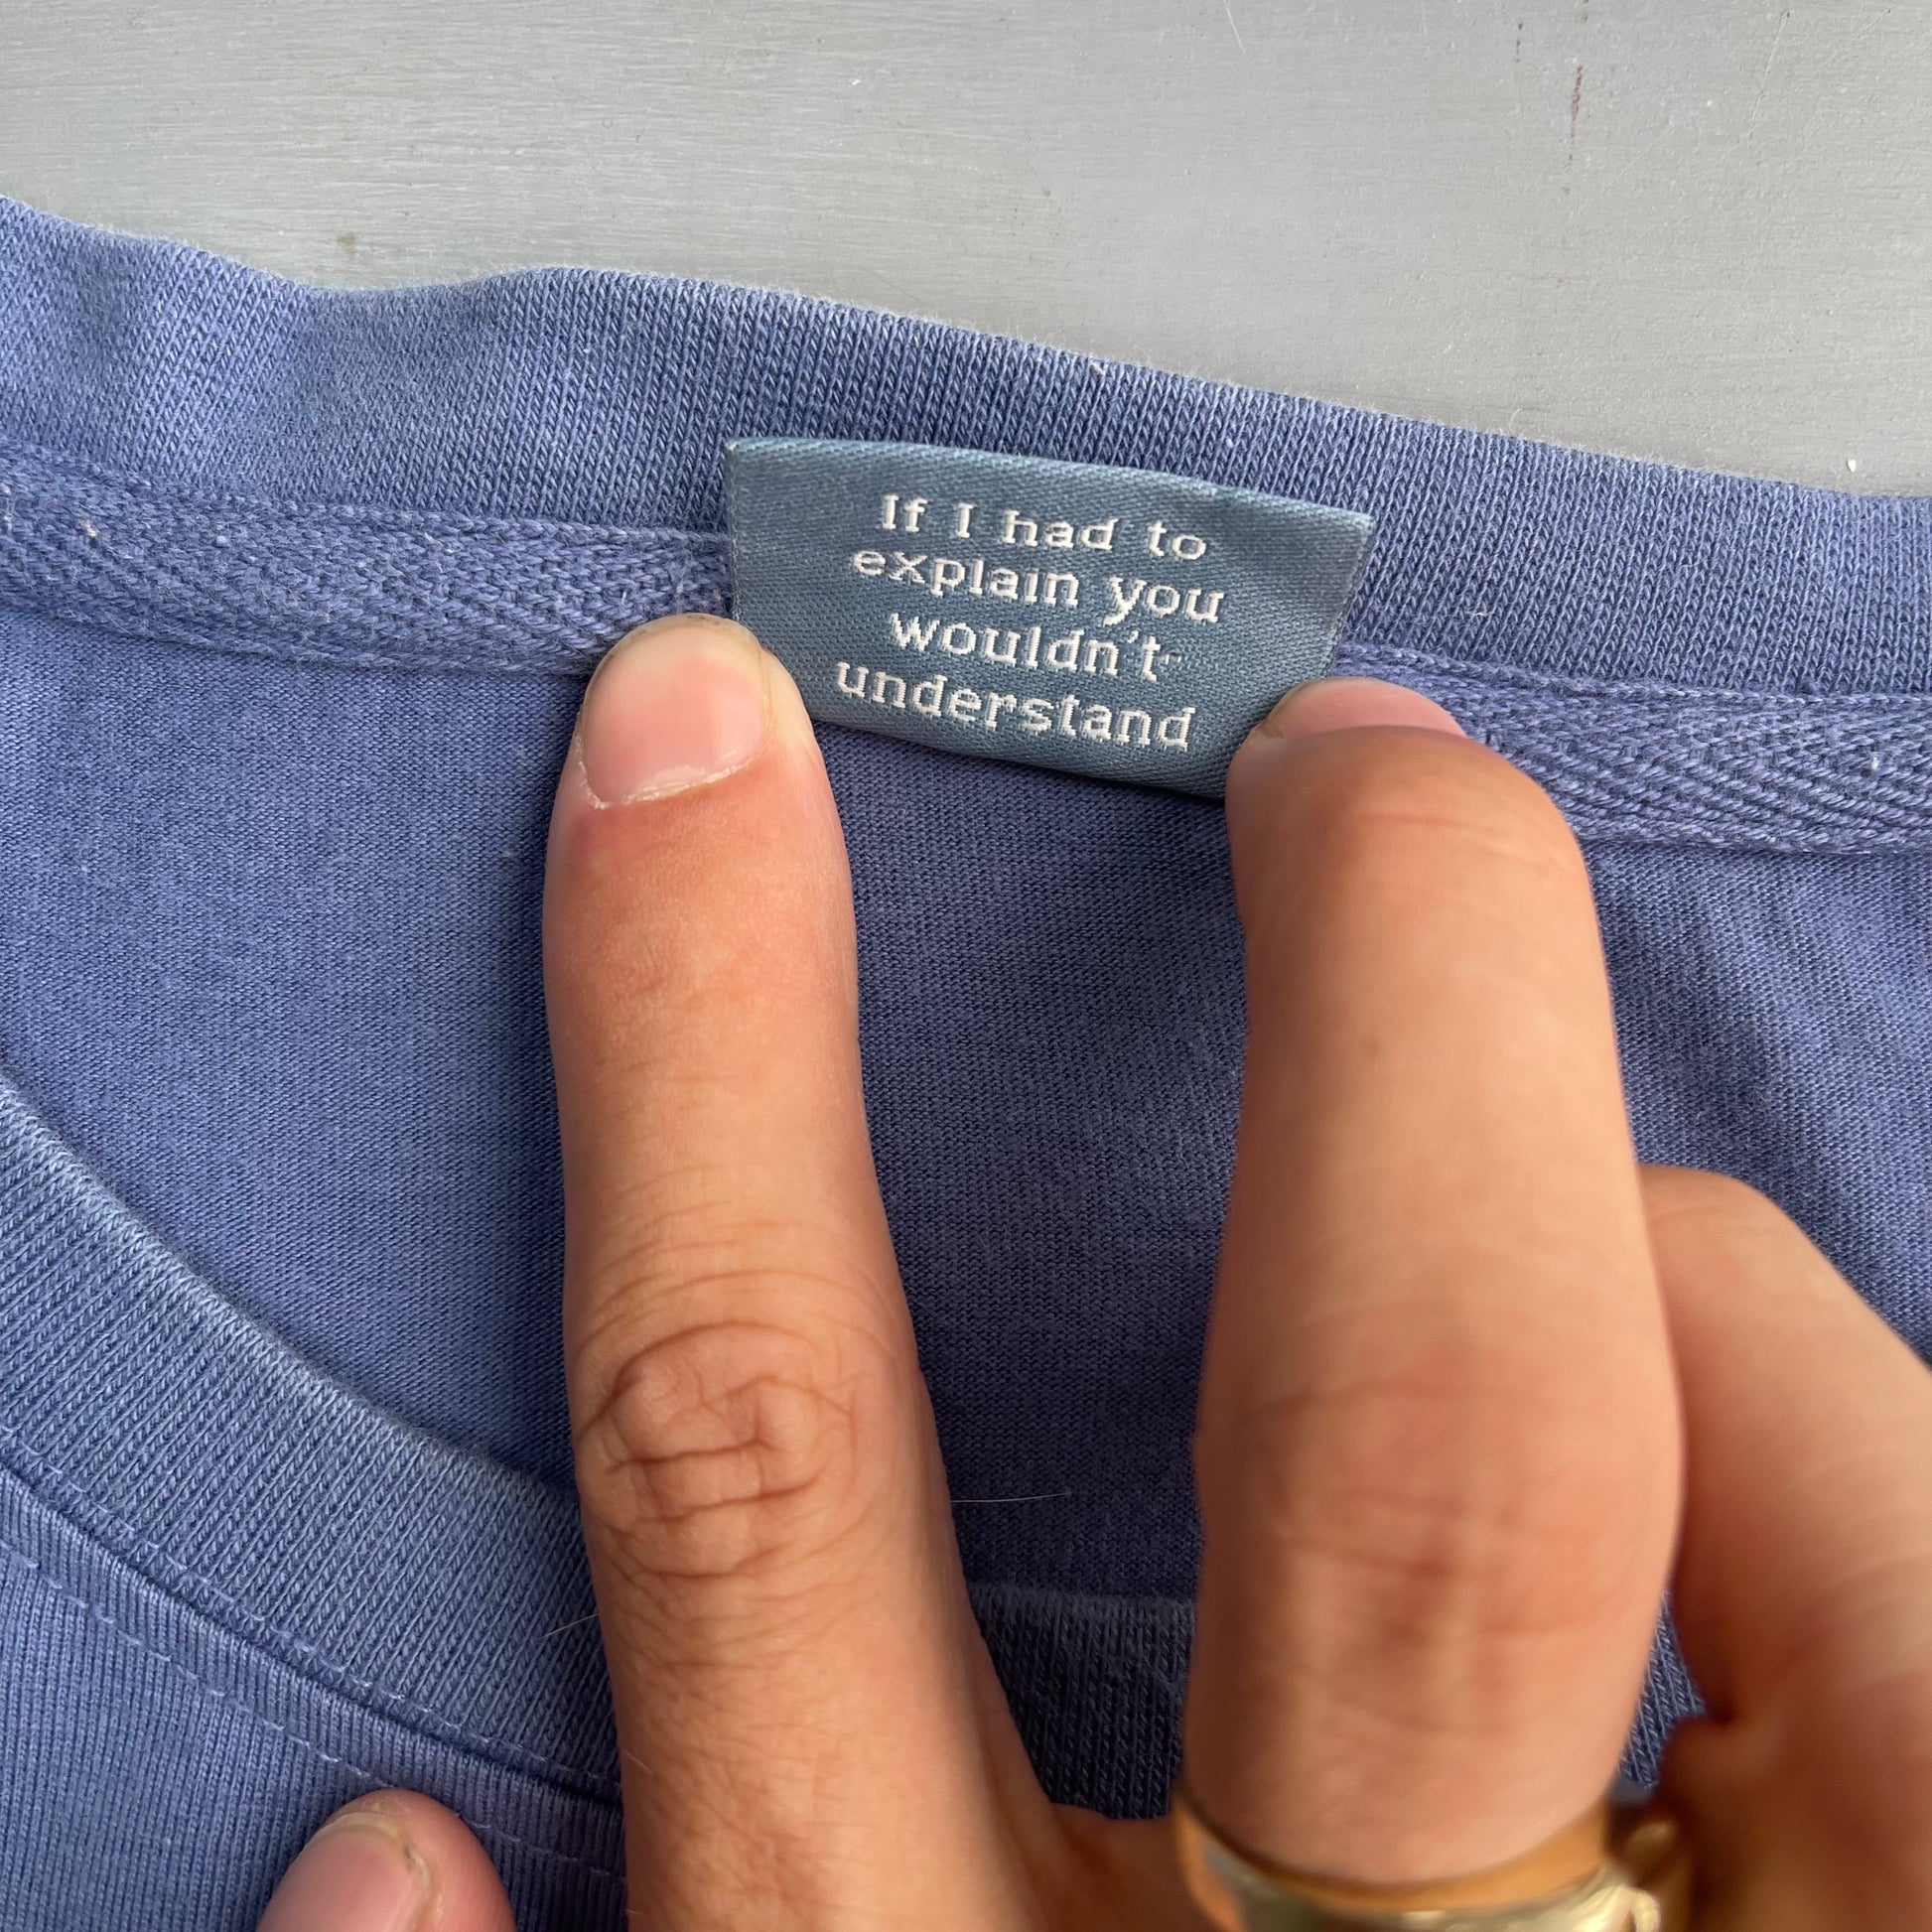 If I had to
explain you
wouldn't
understand